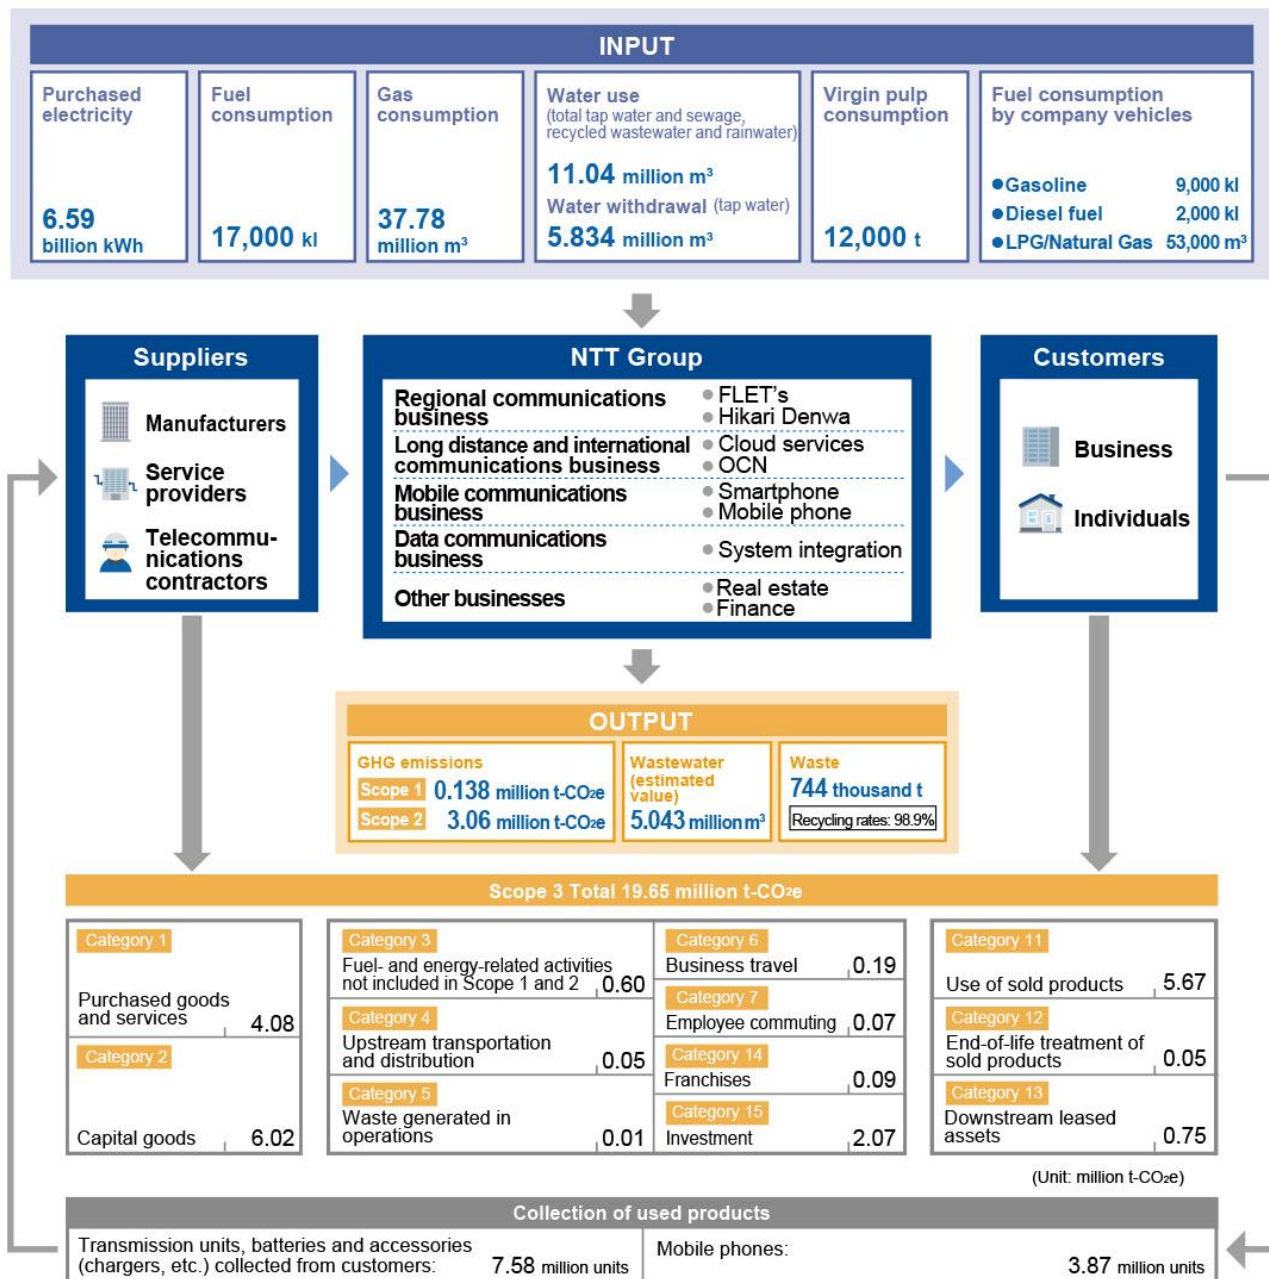 INPUT
Purchased
electricity
6.59
billion kWh
Fuel
consumption
17,000 kl
Gas
consumption
37.78
million m³
Water use
(total tap water and sewage,
recycled wastewater and rainwater)
11.04 million m³
Water withdrawal (tap water)
5.834 million m³
Virgin pulp
consumption
12,000 t
Fuel consumption
by company vehicles
●Gasoline 9,000 kl
●Diesel fuel 2,000 kl
●LPG/Natural Gas 53,000 m³
Suppliers
Manufacturers
Service
providers
Telecommu-
nications
contractors
NTT Group
Regional communications
business
● FLET's
● Hikari Denwa
Long distance and international
communications business
● Cloud services
● OCN
Mobile communications
business
● Smartphone
● Mobile phone
Data communications
business
● System integration
Other businesses
● Real estate
● Finance
Customers
Business
Individuals
OUTPUT
GHG emissions
Scope 1 0.138 million t-CO₂e
Scope 2 3.06 million t-CO₂e
Wastewater
(estimated
value)
5.043 million m³
Waste
744 thousand t
Recycling rates: 98.9%
Scope 3 Total 19.65 million t-CO₂e
Category 1
Purchased goods
and services 4.08
Category 2
Capital goods 6.02
Category 3
Fuel- and energy-related activities
not included in Scope 1 and 2 0.60
Category 4
Upstream transportation
and distribution 0.05
Category 5
Waste generated in
operations 0.01
Category 6
Business travel 0.19
Category 7
Employee commuting 0.07
Category 14
Franchises 0.09
Category 15
Investment 2.07
Category 11
Use of sold products 5.67
Category 12
End-of-life treatment of
sold products 0.05
Category 13
Downstream leased
assets 0.75
(Unit: million t-CO₂e)
Collection of used products
Transmission units, batteries and accessories
(chargers, etc.) collected from customers: 7.58 million units
Mobile phones:
3.87 million units